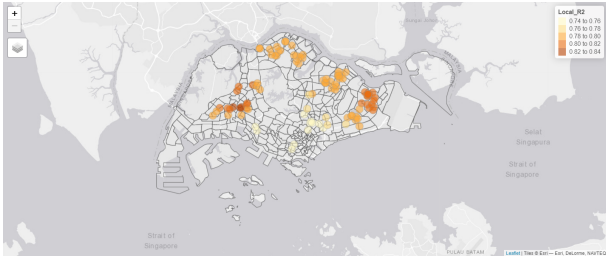 +
−
Local_R2
0.74 to 0.76
0.76 to 0.78
0.78 to 0.80
0.80 to 0.82
0.82 to 0.84
Selat
Singapore
Strait of
Singapore
Strait of
Singapore
PULAU BATAM
Leaflet | Tiles © Esri — Esri, DeLorme, NAVTEQ